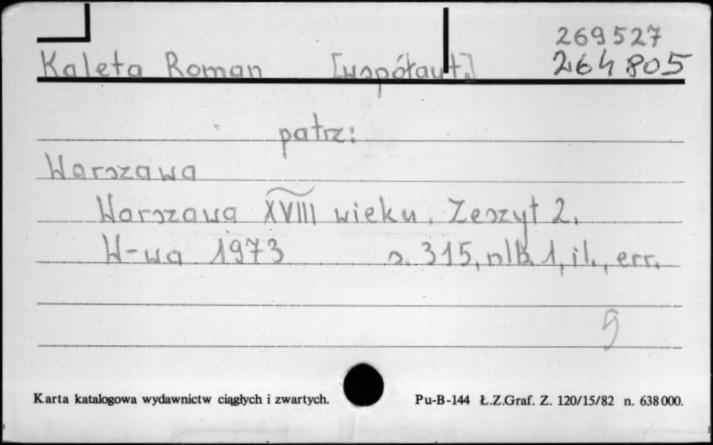 269527
Kaleta Roman [współaut.] 264805
patrz:
Warszawa
Warszawa XVIII wieku. Zeszyt 2.
W-wa 1973 s. 315, nlb 1, il., err.
g
Karta katalogowa wydawnictw ciągłych i zwartych. Pu-B-144 Ł.Z.Graf. Z. 120/15/82 n. 638000.